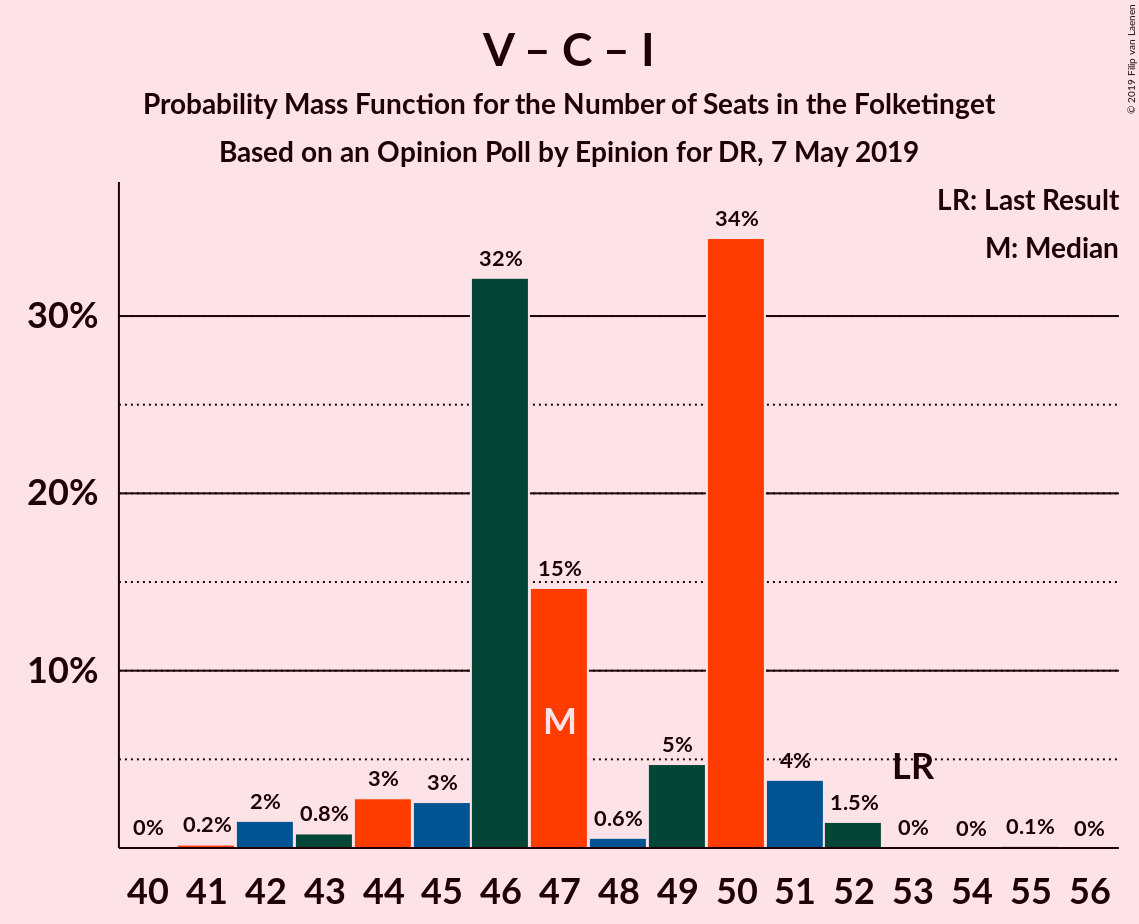 V – C – I
Probability Mass Function for the Number of Seats in the Folketinget
Based on an Opinion Poll by Epinion for DR, 7 May 2019
© 2019 Filip van Laenen
LR: Last Result
M: Median
30%
20%
10%
0%
0.2%
2%
0.8%
3%
3%
32%
15%
0.6%
5%
34%
4%
1.5%
0%
0%
0.1%
0%
M
LR
40 41 42 43 44 45 46 47 48 49 50 51 52 53 54 55 56